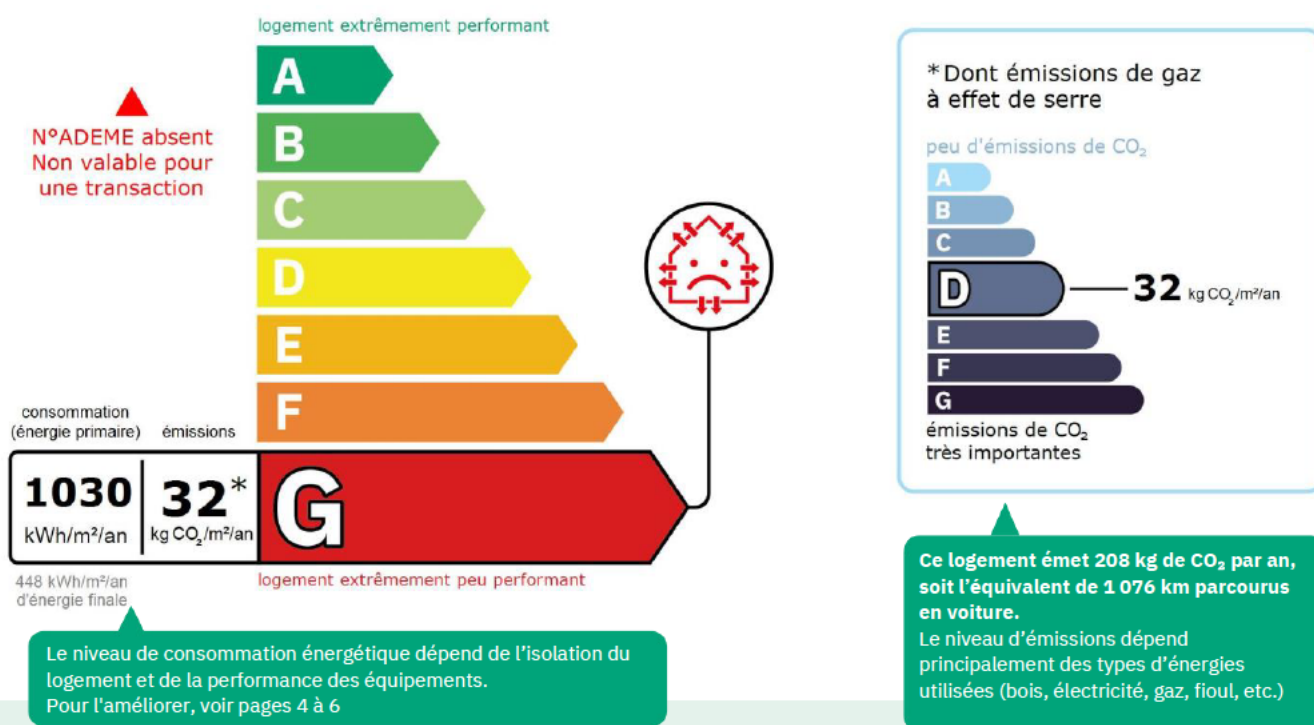 logement extrêmement performant
N°ADEME absent
Non valable pour
une transaction
A
B
C
D
E
F
consommation
(énergie primaire)
émissions
1030
kWh/m²/an
32*
kg CO₂/m²/an
G
448 kWh/m²/an
d'énergie finale
logement extrêmement peu performant
Le niveau de consommation énergétique dépend de l'isolation du
logement et de la performance des équipements.
Pour l'améliorer, voir pages 4 à 6
*Dont émissions de gaz
à effet de serre
peu d'émissions de CO₂
A
B
C
D
32 kg CO₂/m²/an
E
F
G
émissions de CO₂
très importantes
Ce logement émet 208 kg de CO₂ par an,
soit l'équivalent de 1 076 km parcourus
en voiture.
Le niveau d'émissions dépend
principalement des types d'énergies
utilisées (bois, électricité, gaz, fioul, etc.)